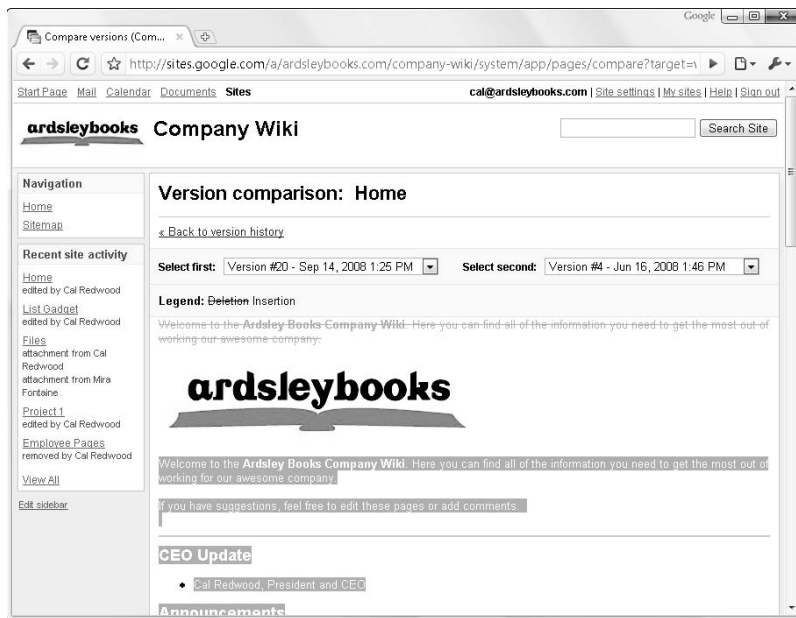 Google
Compare versions (Com...
http://sites.google.com/a/ardsleybooks.com/company-wiki/system/app/pages/compare?target=
Start Page Mail Calendar Documents Sites
cal@ardsleybooks.com | Site settings | My sites | Help | Sign out
ardsleybooks Company Wiki
Search Site
Navigation
Home
Sitemap
Recent site activity
Home
edited by Cal Redwood
List Gadget
edited by Cal Redwood
Files
attachment from Cal
Redwood
attachment from Mira
Fontaine
Project 1
edited by Cal Redwood
Employee Pages
removed by Cal Redwood
View All
Edit sidebar
Version comparison: Home
« Back to version history
Select first: Version #20 - Sep 14, 2008 1:25 PM Select second: Version #4 - Jun 16, 2008 1:46 PM
Legend: Deletion Insertion
Welcome to the Ardsley Books Company Wiki. Here you can find all of the information you need to get the most out of
working our awesome company.
ardsleybooks
Welcome to the Ardsley Books Company Wiki. Here you can find all of the information you need to get the most out of
working for our awesome company.
If you have suggestions, feel free to edit these pages or add comments.
CEO Update
• Cal Redwood, President and CEO
Announcements